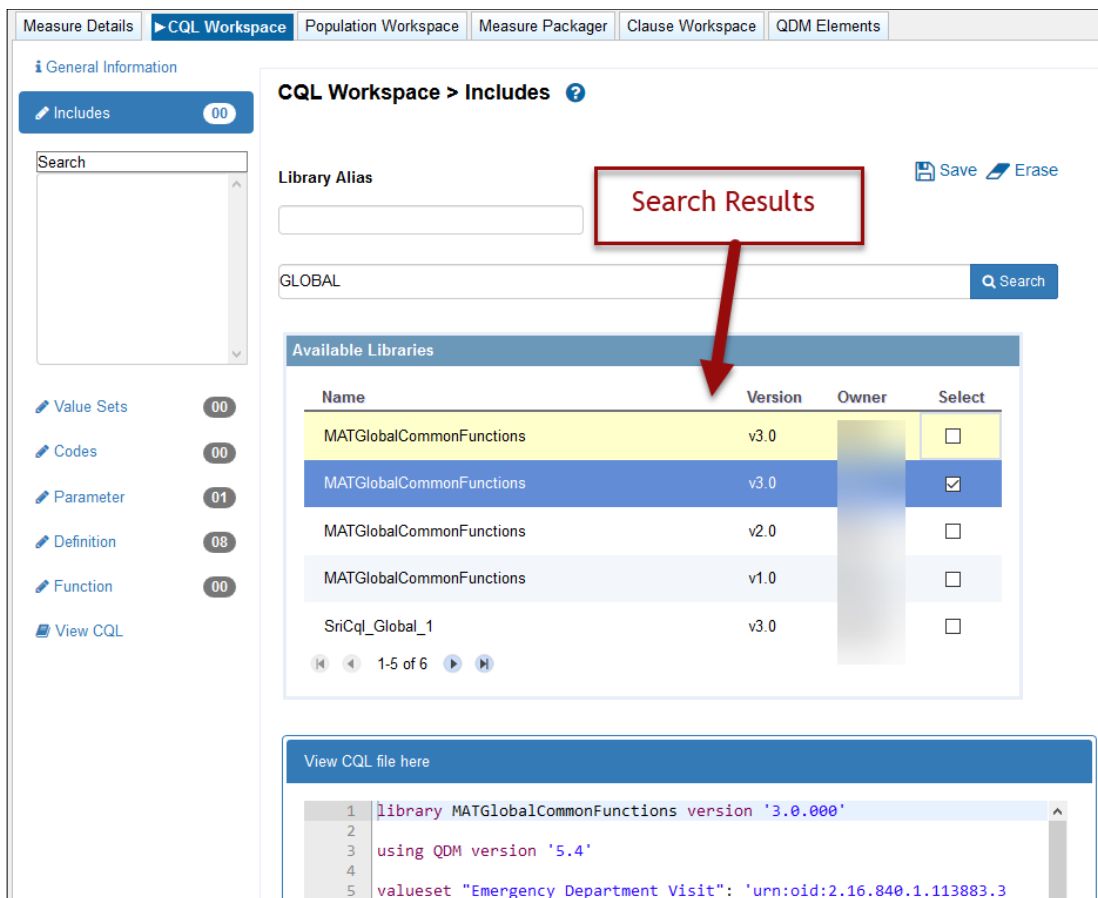 Measure Details ►CQL Workspace Population Workspace Measure Packager Clause Workspace QDM Elements
i General Information
CQL Workspace > Includes ?
Includes 00
Search
Library Alias
Save Erase
Search Results
GLOBAL Search
Available Libraries
Name Version Owner Select
MATGlobalCommonFunctions v3.0
MATGlobalCommonFunctions v3.0
MATGlobalCommonFunctions v2.0
MATGlobalCommonFunctions v1.0
SriCql_Global_1 v3.0
1-5 of 6
Value Sets 00
Codes 00
Parameter 01
Definition 08
Function 00
View CQL
View CQL file here
1 library MATGlobalCommonFunctions version '3.0.000'
2
3 using QDM version '5.4'
4
5 valueset "Emergency Department Visit": 'urn:oid:2.16.840.1.113883.3